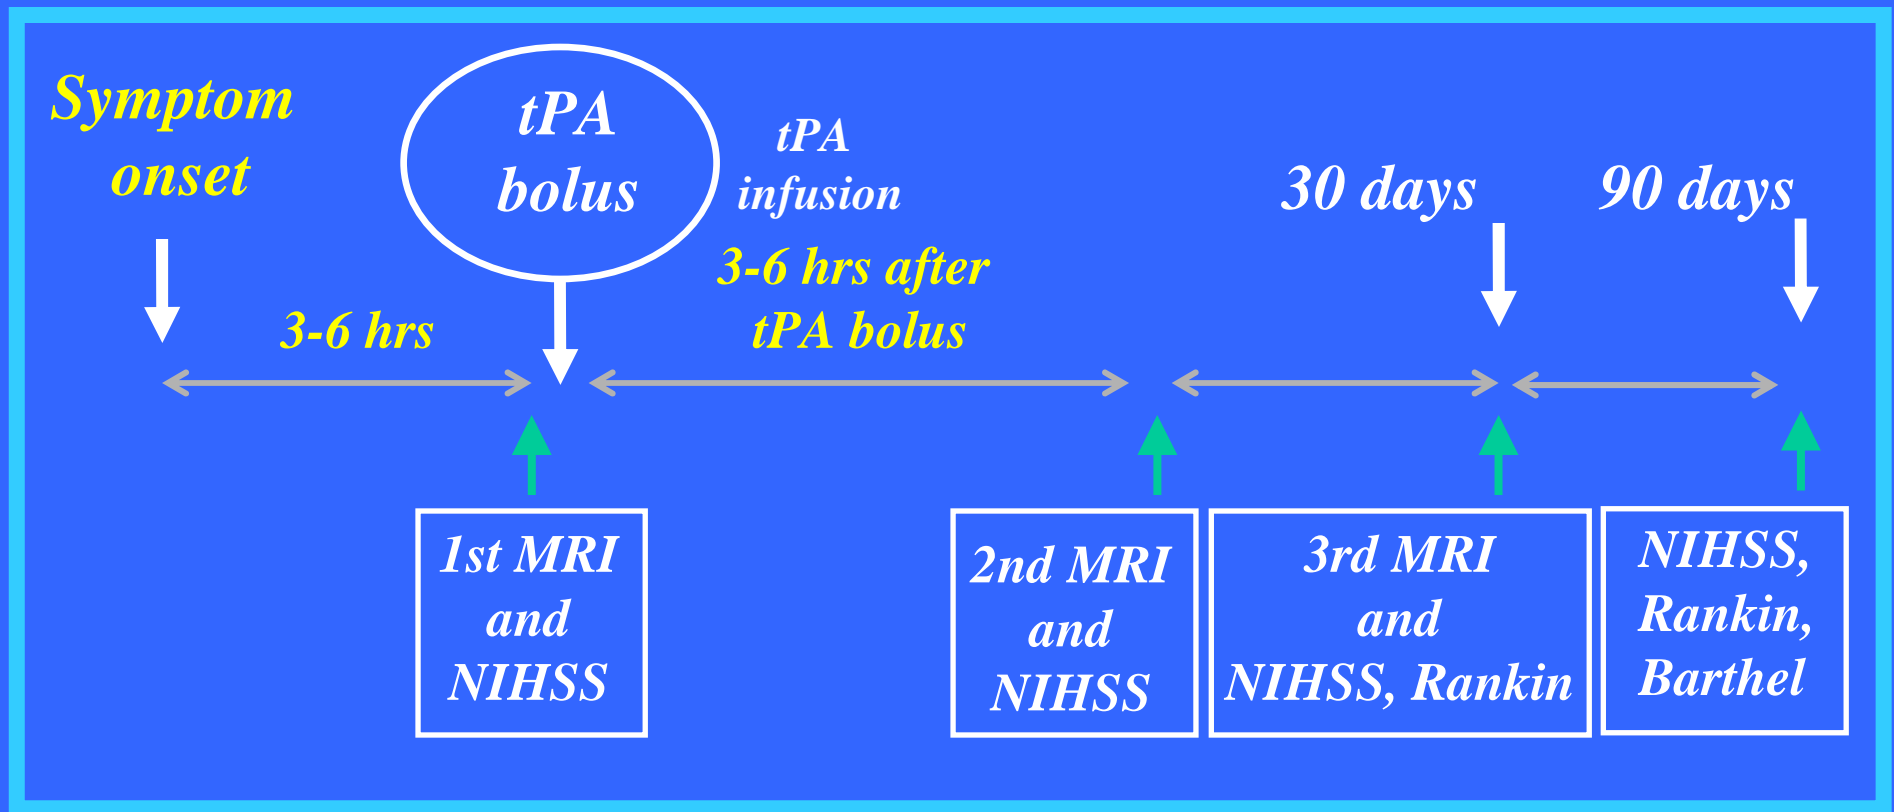 Symptom
onset
tPA
bolus
tPA
infusion
3-6 hrs
3-6 hrs after
tPA bolus
30 days
90 days
1st MRI
and
NIHSS
2nd MRI
and
NIHSS
3rd MRI
and
NIHSS, Rankin
NIHSS,
Rankin,
Barthel